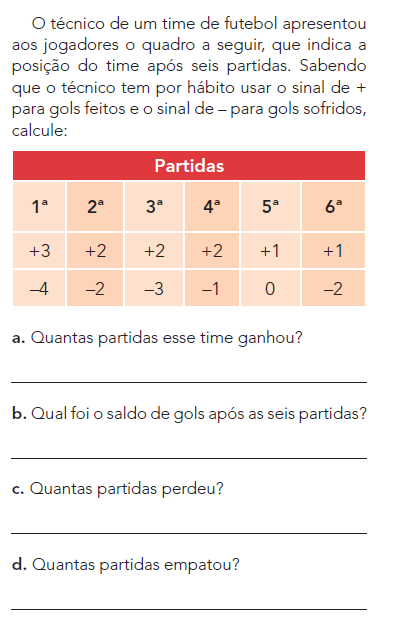 O técnico de um time de futebol apresentou
aos jogadores o quadro a seguir, que indica a
posição do time após seis partidas. Sabendo
que o técnico tem por hábito usar o sinal de +
para gols feitos e o sinal de – para gols sofridos,
calcule:
Partidas
1ª 2ª 3ª 4ª 5ª 6ª
+3 +2 +2 +2 +1 +1
–4 –2 –3 –1 0 –2
a. Quantas partidas esse time ganhou?
b. Qual foi o saldo de gols após as seis partidas?
c. Quantas partidas perdeu?
d. Quantas partidas empatou?